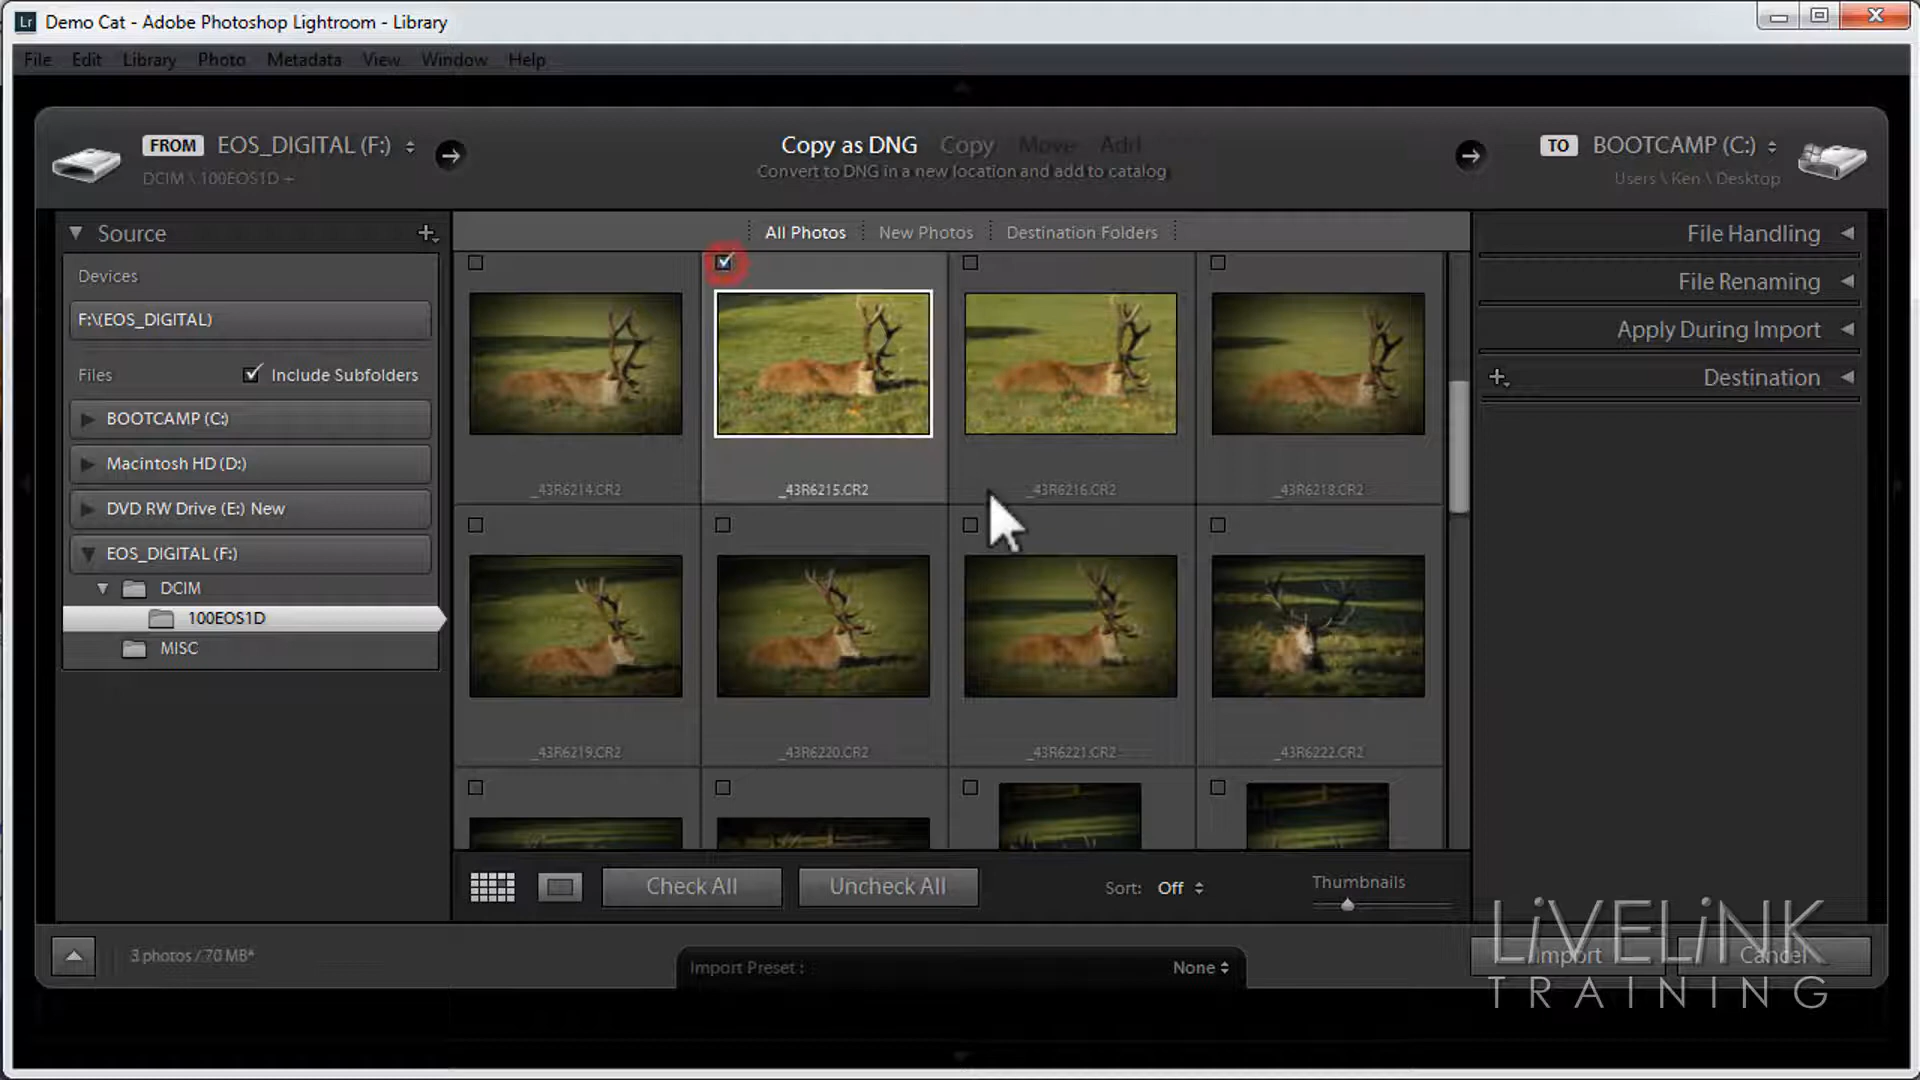 Lr Demo Cat - Adobe Photoshop Lightroom - Library
File Edit Library Photo Metadata View Window Help
FROM EOS_DIGITAL (F:)
DCIM \ 100EOS1D +
Copy as DNG Copy Move Add
Convert to DNG in a new location and add to catalog
TO BOOTCAMP (C:)
Users \ Ken \ Desktop
Source
Devices
F:\(EOS_DIGITAL)
Files Include Subfolders
BOOTCAMP (C:)
Macintosh HD (D:)
DVD RW Drive (E:) New
EOS_DIGITAL (F:)
DCIM
100EOS1D
MISC
All Photos New Photos Destination Folders
_43R6214.CR2 _43R6215.CR2 _43R6216.CR2 _43R6218.CR2
_43R6219.CR2 _43R6220.CR2 _43R6221.CR2 _43R6222.CR2
File Handling
File Renaming
Apply During Import
Destination
Check All Uncheck All Sort: Off Thumbnails
3 photos / 70 MB*
Import Preset : None
Import Cancel
LiVELiNK
TRAINING